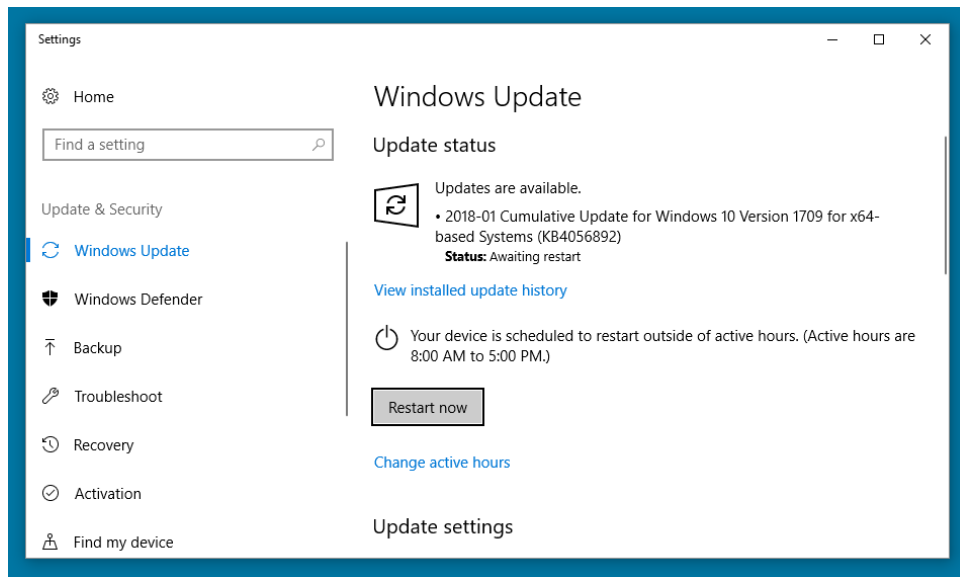 Settings
Home
Find a setting
Update & Security
Windows Update
Windows Defender
Backup
Troubleshoot
Recovery
Activation
Find my device
Windows Update
Update status
Updates are available.
• 2018-01 Cumulative Update for Windows 10 Version 1709 for x64-
based Systems (KB4056892)
Status: Awaiting restart
View installed update history
Your device is scheduled to restart outside of active hours. (Active hours are
8:00 AM to 5:00 PM.)
Restart now
Change active hours
Update settings